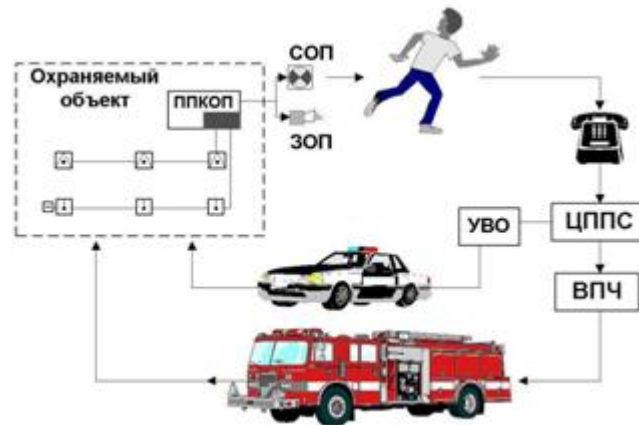 СОП
Охраняемый
объект
ППКОП
ЗОП
УВО
ЦППС
ВПЧ